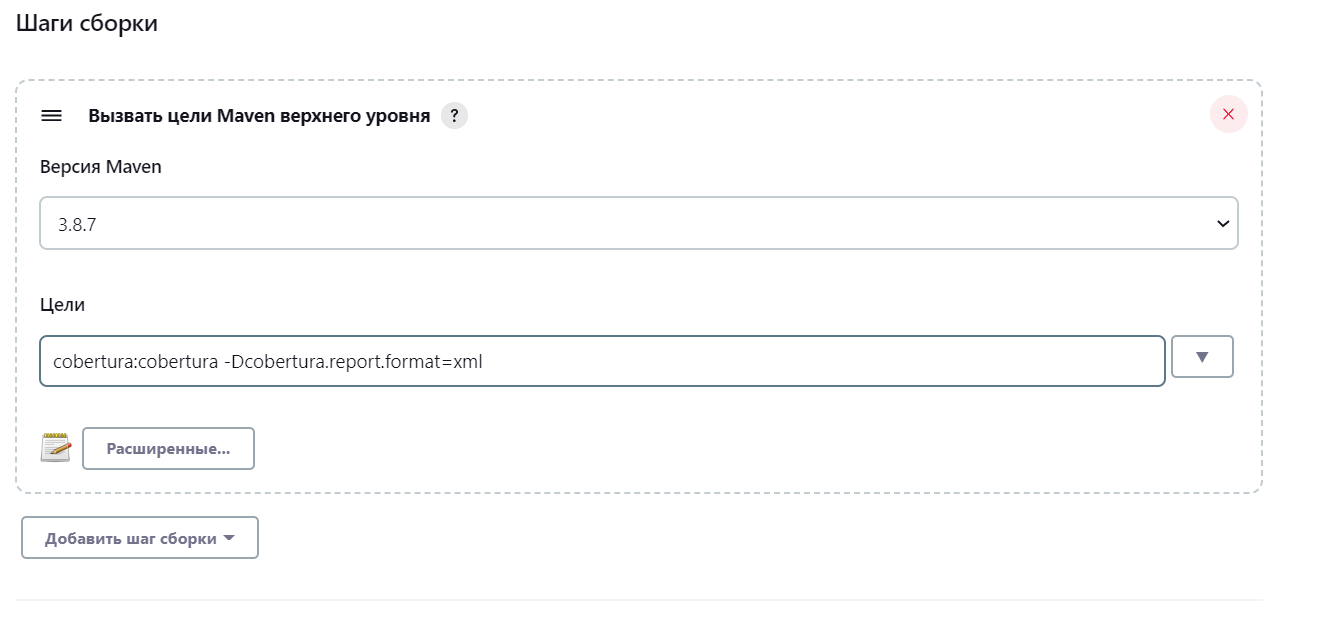 Шаги сборки
Вызвать цели Maven верхнего уровня ?
Версия Maven
3.8.7
Цели
cobertura:cobertura -Dcobertura.report.format=xml
Расширенные...
Добавить шаг сборки